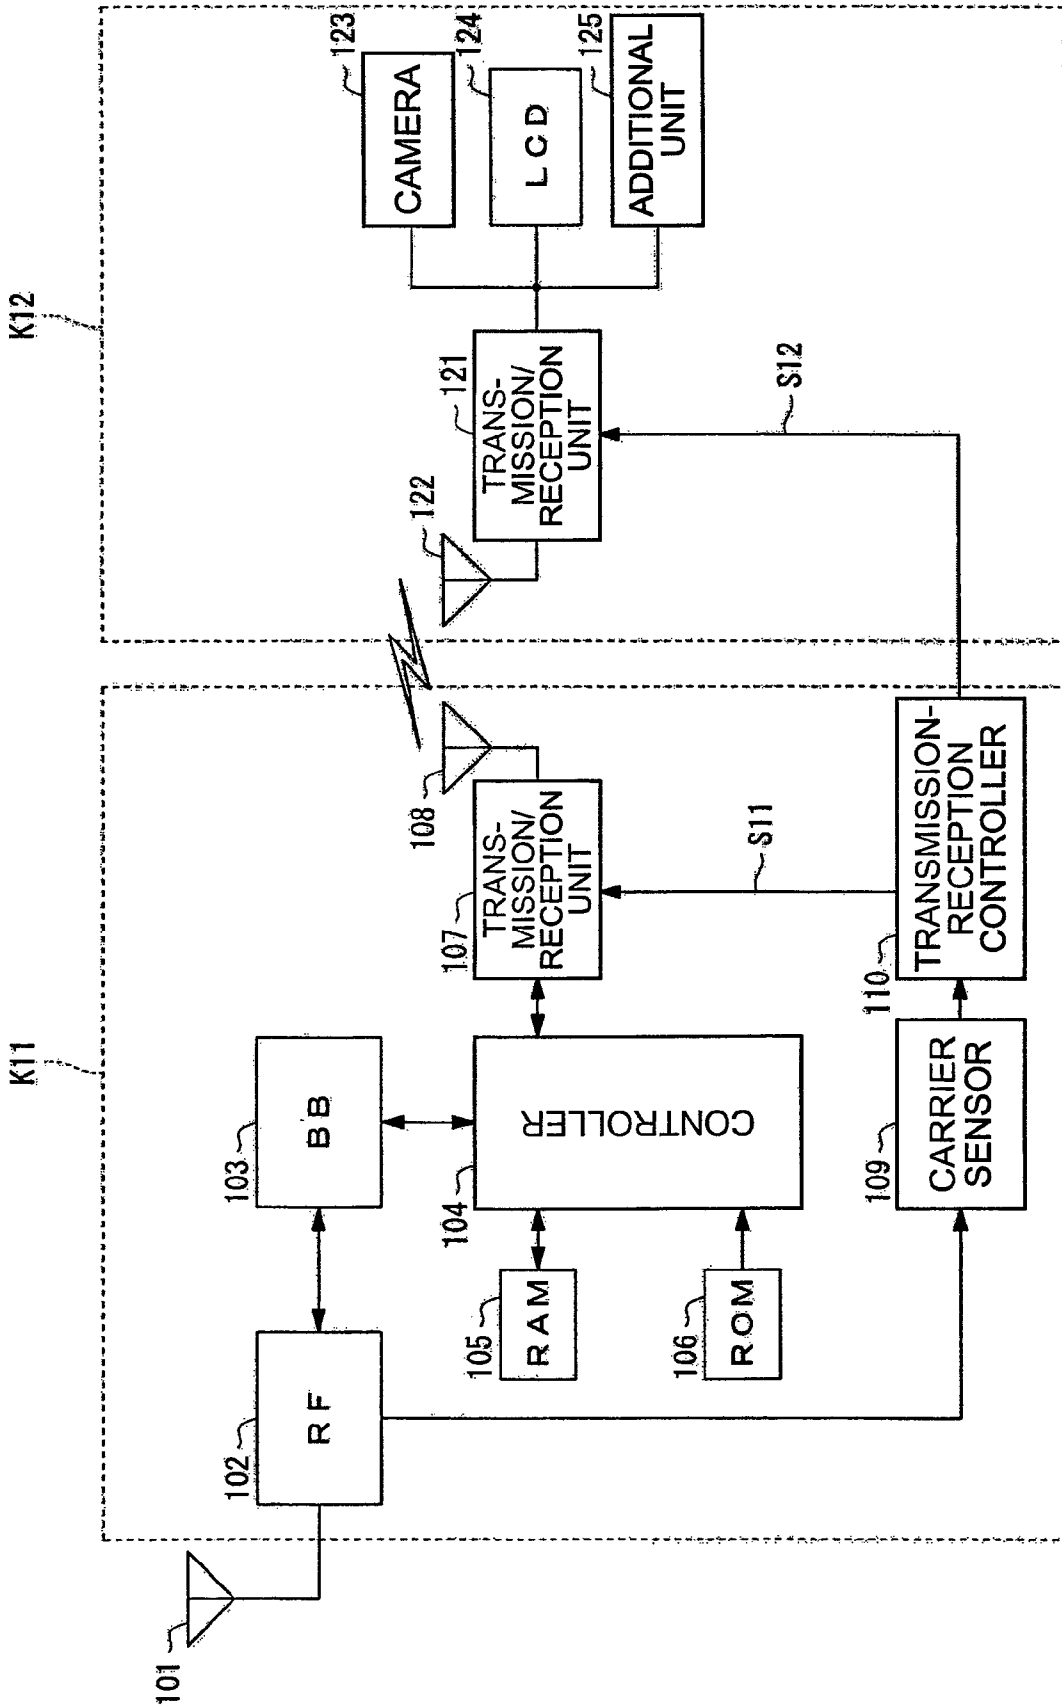 K11
K12
101
102
RF
103
BB
104
CONTROLLER
105
RAM
106
ROM
107
TRANS-
MISSION/
RECEPTION
UNIT
108
109
CARRIER
SENSOR
110
TRANSMISSION-
RECEPTION
CONTROLLER
S11
S12
121
TRANS-
MISSION/
RECEPTION
UNIT
122
123
CAMERA
124
LCD
125
ADDITIONAL
UNIT